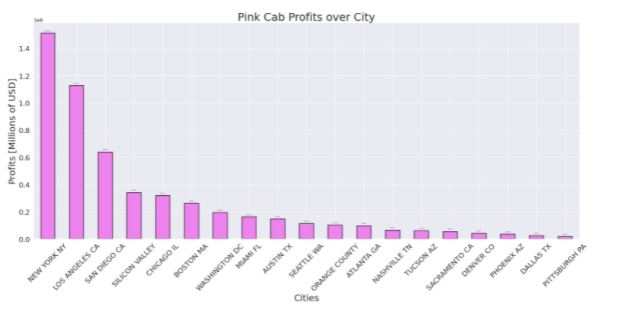 Pink Cab Profits over City
1e6
Profits [Millions of USD]
1.4
1.2
1.0
0.8
0.6
0.4
0.2
0.0
NEW YORK NY
LOS ANGELES CA
SAN DIEGO CA
SILICON VALLEY
CHICAGO IL
BOSTON MA
WASHINGTON DC
MIAMI FL
AUSTIN TX
SEATTLE WA
ORANGE COUNTY
ATLANTA GA
NASHVILLE TN
TUCSON AZ
SACRAMENTO CA
DENVER CO
PHOENIX AZ
DALLAS TX
PITTSBURGH PA
Cities